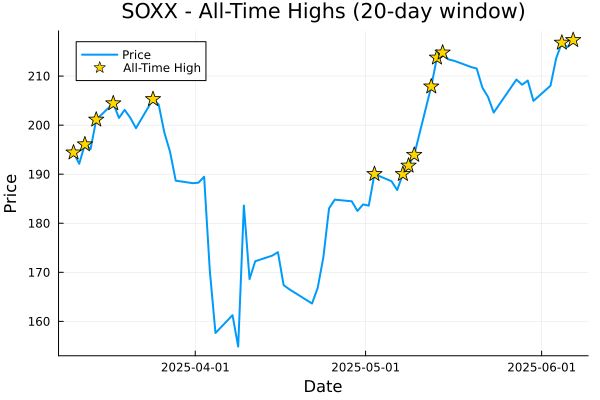 SOXX - All-Time Highs (20-day window)
Price
All-Time High
Price
210
200
190
180
170
160
2025-04-01
2025-05-01
2025-06-01
Date